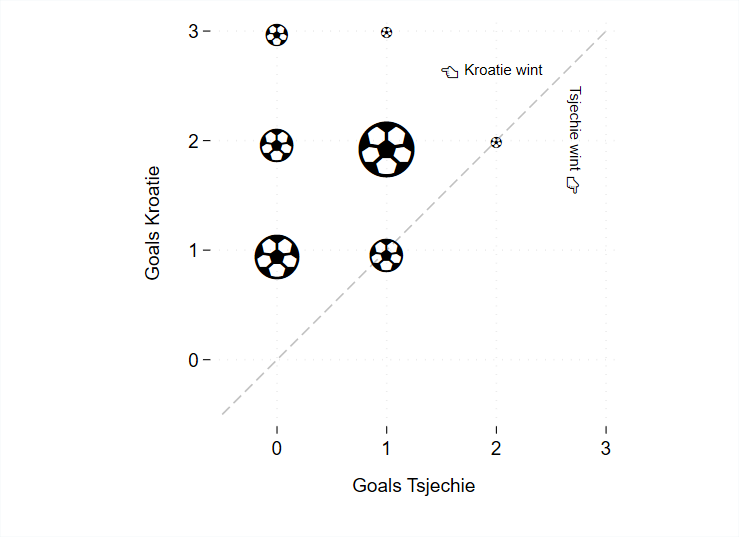 3
Kroatie wint
Tsjechie wint
2
Goals Kroatie
1
0
0 1 2 3
Goals Tsjechie